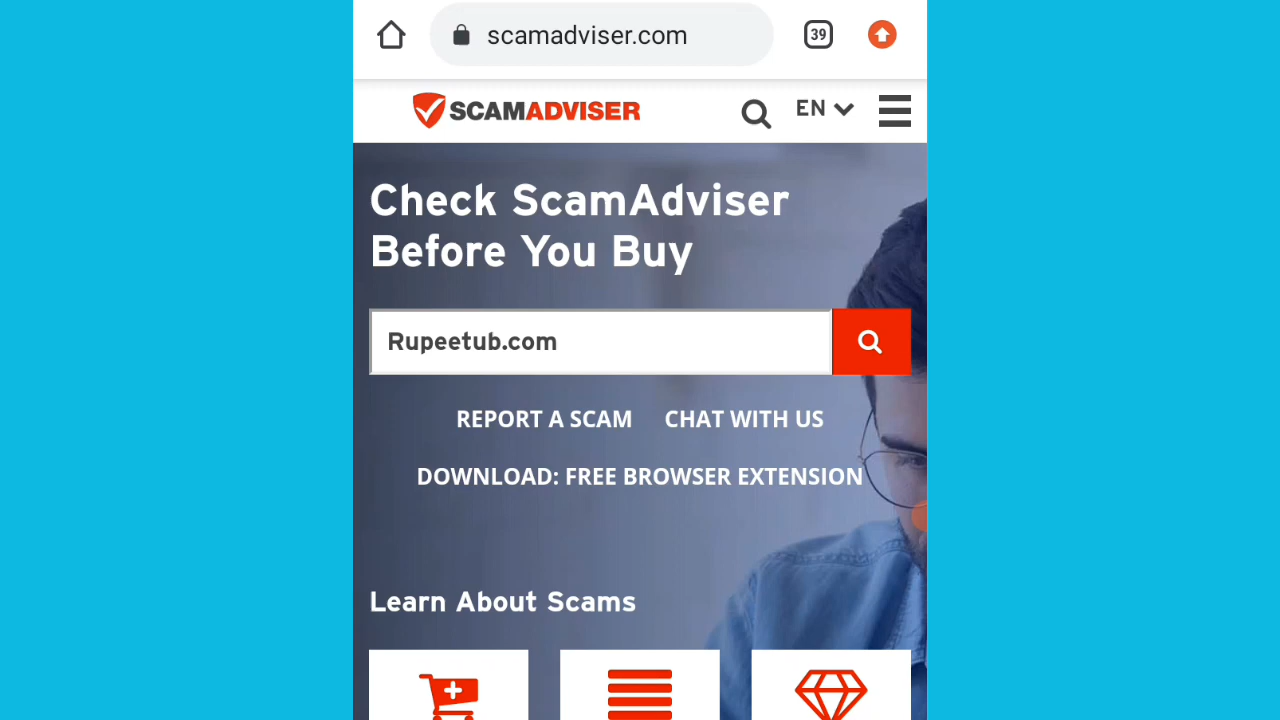 scamadviser.com
39
SCAMADVISER
EN
Check ScamAdviser
Before You Buy
Rupeetub.com
REPORT A SCAM CHAT WITH US
DOWNLOAD: FREE BROWSER EXTENSION
Learn About Scams